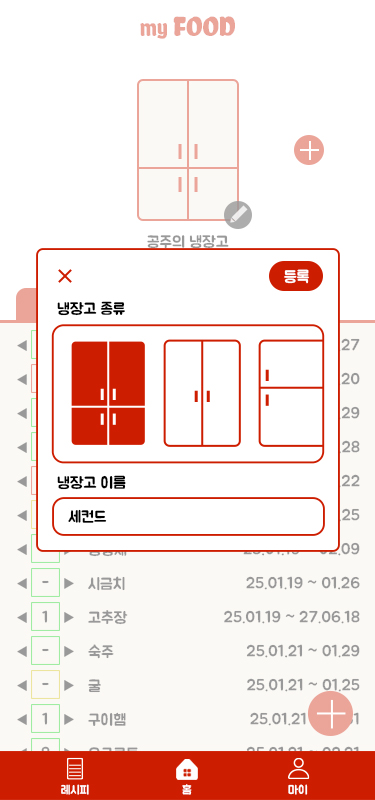 my FOOD
공주의 냉장고
등록
냉장고 종류
27
20
29
28
22
냉장고 이름
25
세컨드
- 시금치 25.01.19 ~ 01.26
1 고추장 25.01.19 ~ 27.06.18
- 숙주 25.01.21 ~ 01.29
- 굴 25.01.21 ~ 01.25
1 구이햄 25.01.21
레시피 홈 마이